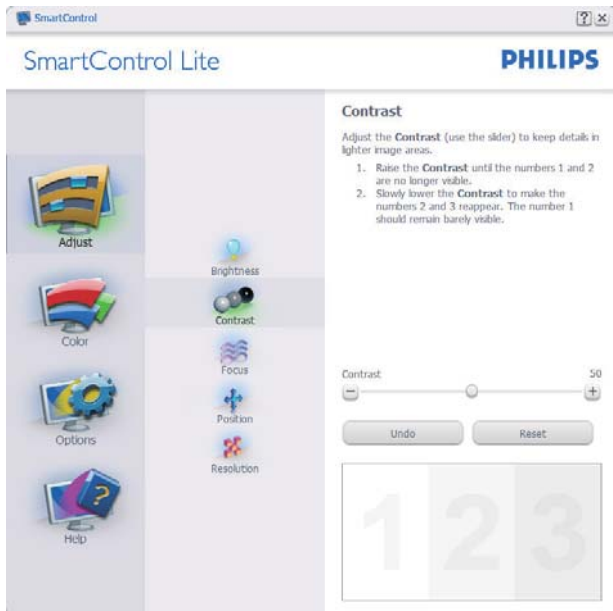 SmartControl
SmartControl Lite
PHILIPS
Adjust
Color
Options
Help
Brightness
Contrast
Focus
Position
Resolution
Contrast
Adjust the Contrast (use the slider) to keep details in
lighter image areas.
1. Raise the Contrast until the numbers 1 and 2
are no longer visible.
2. Slowly lower the Contrast to make the
numbers 2 and 3 reappear. The number 1
should remain barely visible.
Contrast 50
Undo Reset
1 2 3